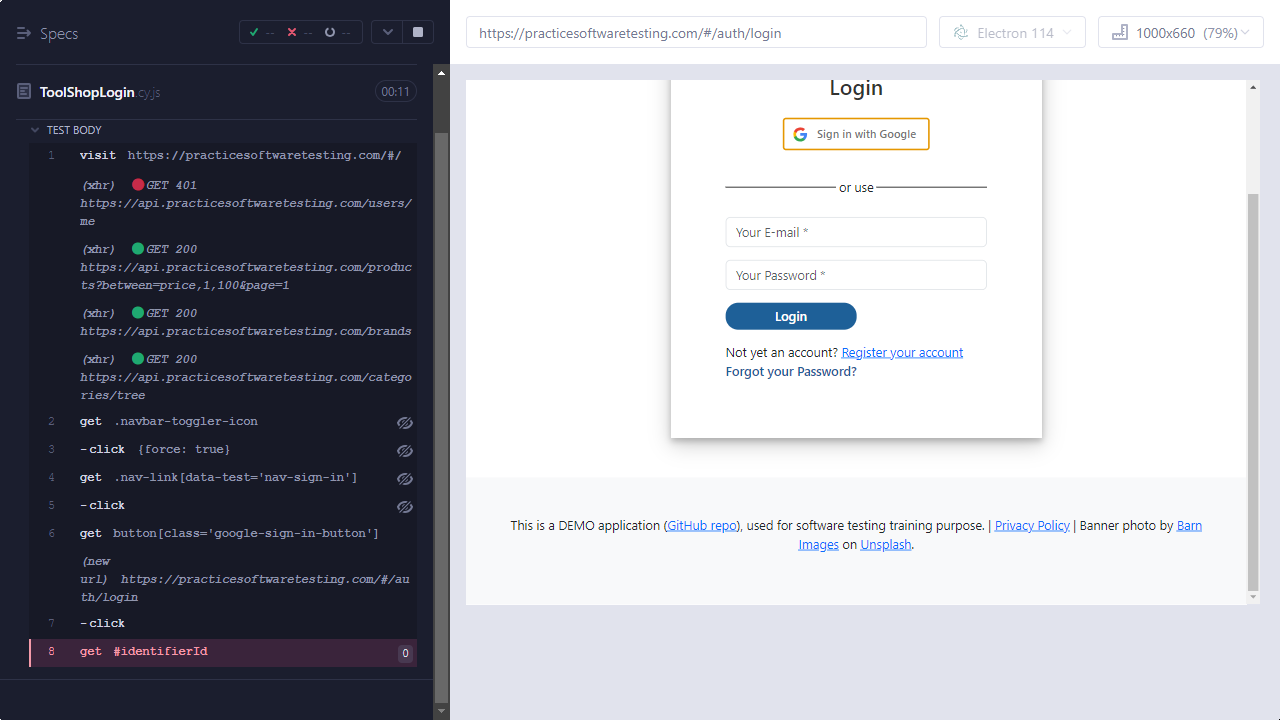 Specs
-- -- --
https://practicesoftwaretesting.com/#/auth/login
Electron 114
1000x660 (79%)
ToolShopLogin.cy.js
00:11
TEST BODY
1 visit https://practicesoftwaretesting.com/#/
(xhr) GET 401
https://api.practicesoftwaretesting.com/users/
me
(xhr) GET 200
https://api.practicesoftwaretesting.com/produc
ts?between=price,1,100&page=1
(xhr) GET 200
https://api.practicesoftwaretesting.com/brands
(xhr) GET 200
https://api.practicesoftwaretesting.com/catego
ries/tree
2 get .navbar-toggler-icon
3 -click {force: true}
4 get .nav-link[data-test='nav-sign-in']
5 -click
6 get button[class='google-sign-in-button']
(new
url) https://practicesoftwaretesting.com/#/au
th/login
7 -click
8 get #identifierId 0
Login
Sign in with Google
or use
Your E-mail *
Your Password *
Login
Not yet an account? Register your account
Forgot your Password?
This is a DEMO application (GitHub repo), used for software testing training purpose. | Privacy Policy | Banner photo by Barn
Images on Unsplash.